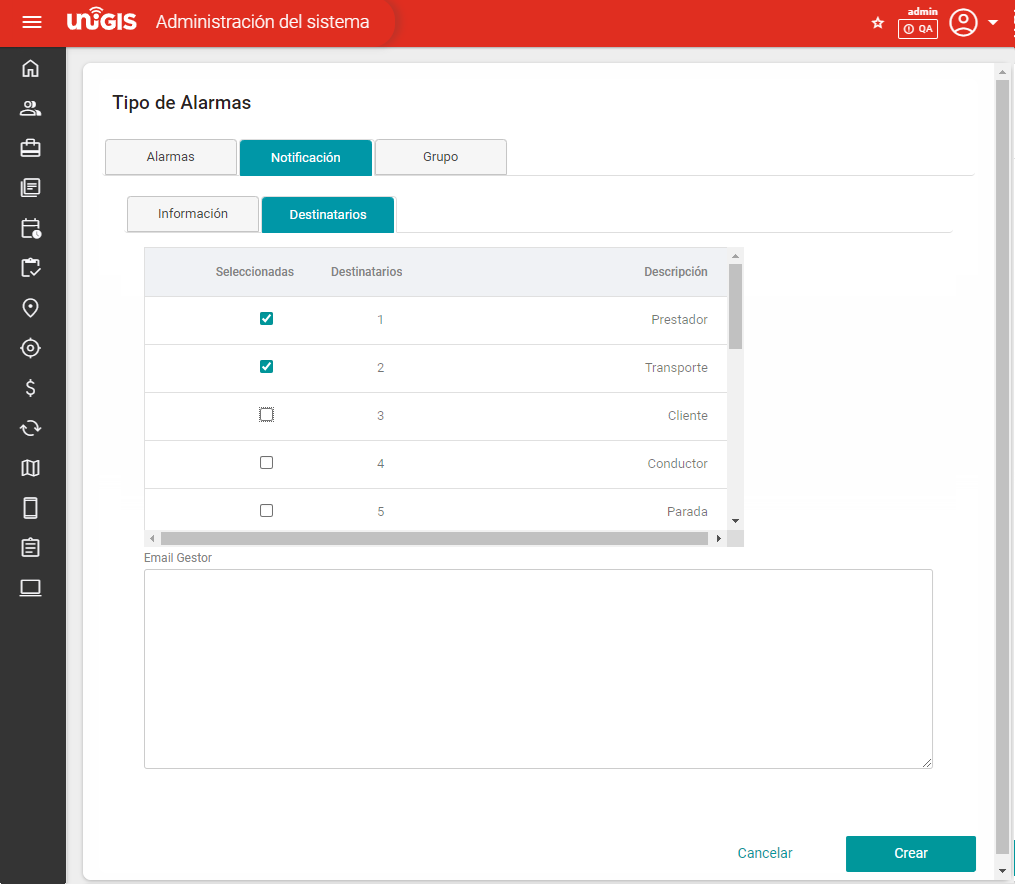 UNIGIS Administración del sistema
admin
QA
Tipo de Alarmas
Alarmas Notificación Grupo
Información Destinatarios
Seleccionadas Destinatarios Descripción
1 Prestador
2 Transporte
3 Cliente
4 Conductor
5 Parada
Email Gestor
Cancelar Crear